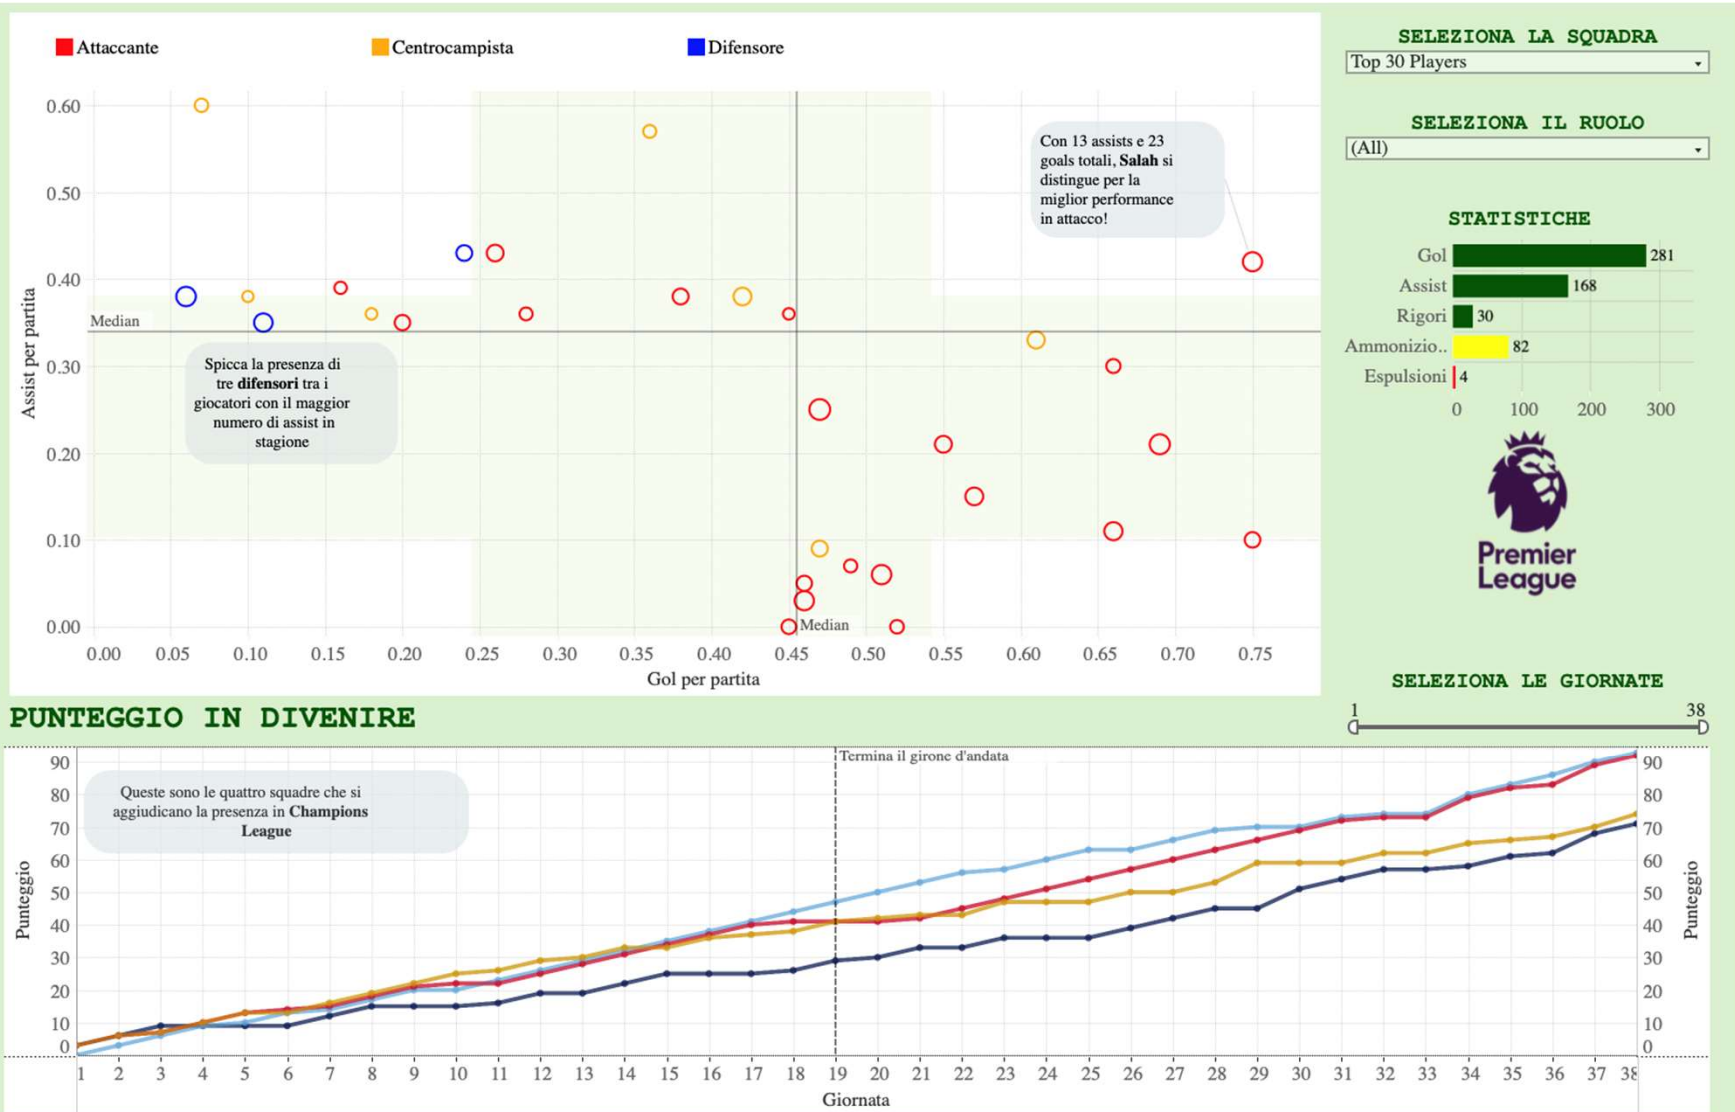 Attaccante
Centrocampista
Difensore
0.60
0.50
0.40
0.30
0.20
0.10
0.00
Assist per partita
Median
Con 13 assists e 23
goals totali, Salah si
distingue per la
miglior performance
in attacco!
Spicca la presenza di
tre difensori tra i
giocatori con il maggior
numero di assist in
stagione
Median
0.00 0.05 0.10 0.15 0.20 0.25 0.30 0.35 0.40 0.45 0.50 0.55 0.60 0.65 0.70 0.75
Gol per partita
SELEZIONA LA SQUADRA
Top 30 Players
SELEZIONA IL RUOLO
(All)
STATISTICHE
Gol 281
Assist 168
Rigori 30
Ammonizio.. 82
Espulsioni 4
0 100 200 300
Premier
League
SELEZIONA LE GIORNATE
1 38
PUNTEGGIO IN DIVENIRE
Termina il girone d'andata
Queste sono le quattro squadre che si
aggiudicano la presenza in Champions
League
Punteggio
90
80
70
60
50
40
30
20
10
0
90
80
70
60
50
40
30
20
10
0
Punteggio
1 2 3 4 5 6 7 8 9 10 11 12 13 14 15 16 17 18 19 20 21 22 23 24 25 26 27 28 29 30 31 32 33 34 35 36 37 38
Giornata